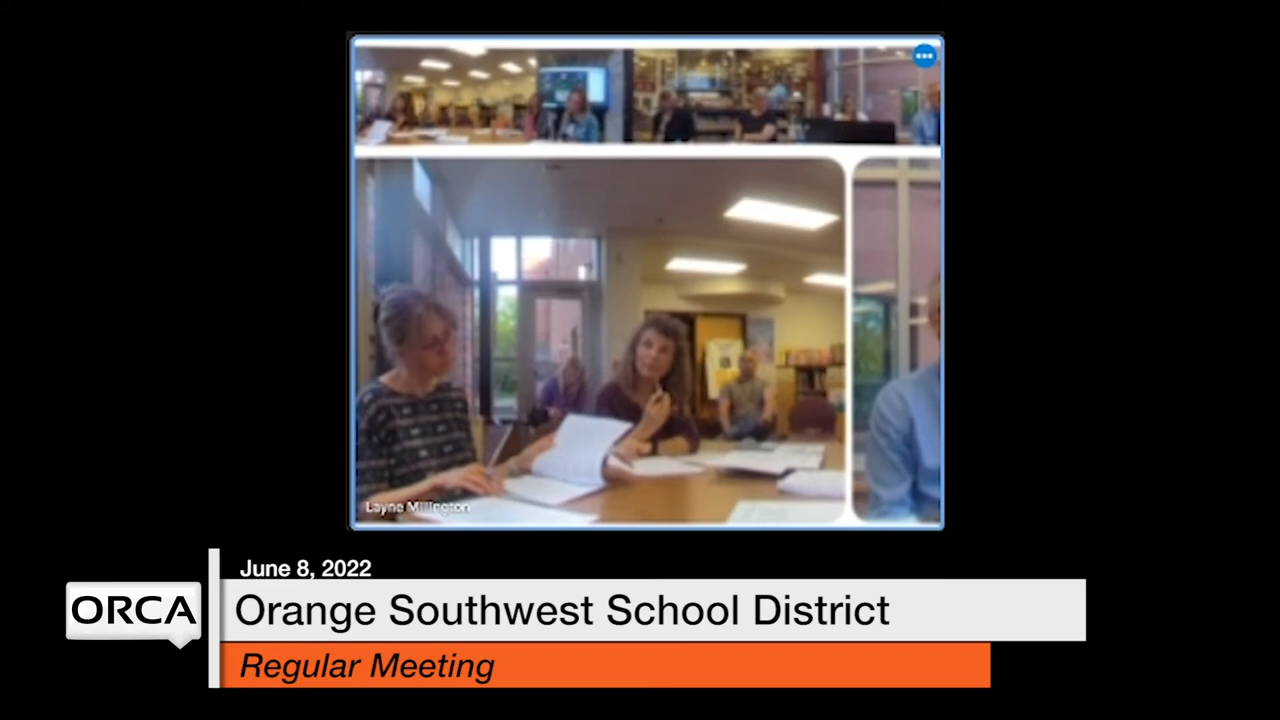 Layne Millington
June 8, 2022
ORCA
Orange Southwest School District
Regular Meeting